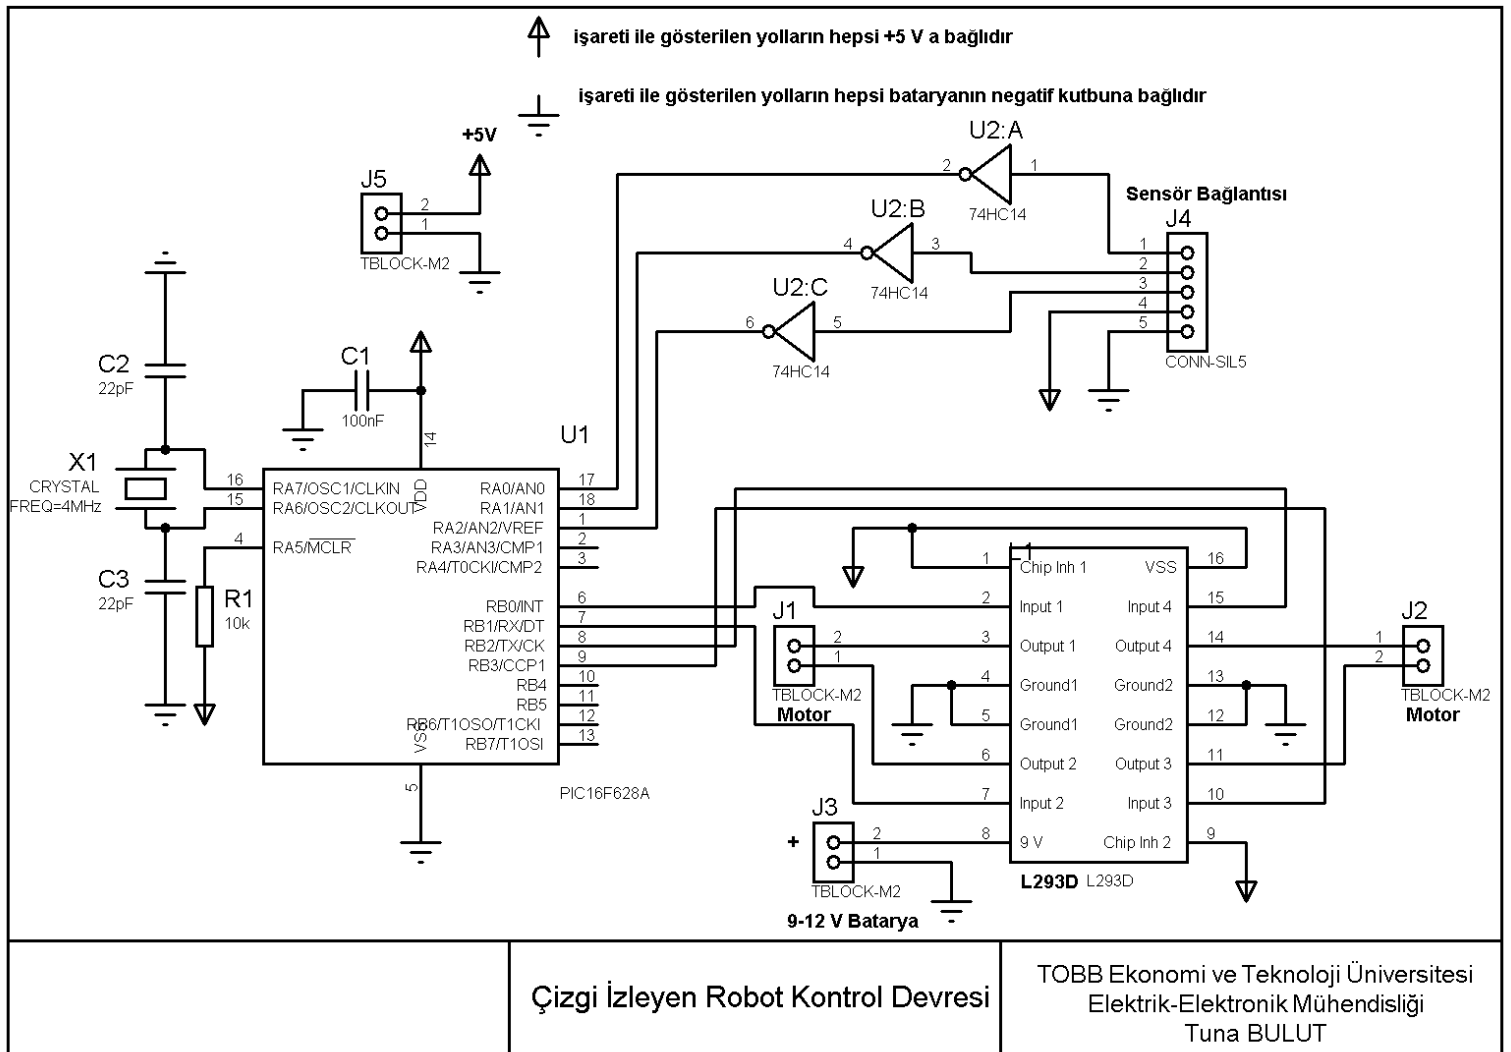 işareti ile gösterilen yolların hepsi +5 V a bağlıdır
işareti ile gösterilen yolların hepsi bataryanın negatif kutbuna bağlıdır
+5V
J5
2
1
TBLOCK-M2
U2:A
2
1
74HC14
U2:B
4
3
74HC14
U2:C
6
5
74HC14
Sensör Bağlantısı
J4
1
2
3
4
5
CONN-SIL5
C2
22pF
C1
100nF
X1
CRYSTAL
FREQ=4MHz
C3
22pF
R1
10k
U1
14
VDD
16
RA7/OSC1/CLKIN
15
RA6/OSC2/CLKOUT
4
RA5/MCLR
RA0/AN0
17
RA1/AN1
18
RA2/AN2/VREF
1
RA3/AN3/CMP1
2
RA4/T0CKI/CMP2
3
RB0/INT
6
RB1/RX/DT
7
RB2/TX/CK
8
RB3/CCP1
9
RB4
10
RB5
11
RB6/T1OSO/T1CKI
12
RB7/T1OSI
13
VSS
5
PIC16F628A
J1
2
1
TBLOCK-M2
Motor
L1
1
Chip Inh 1
VSS
16
2
Input 1
Input 4
15
3
Output 1
Output 4
14
4
Ground1
Ground2
13
5
Ground1
Ground2
12
6
Output 2
Output 3
11
7
Input 2
Input 3
10
8
9 V
Chip Inh 2
9
L293D L293D
J2
1
2
TBLOCK-M2
Motor
J3
+
2
1
TBLOCK-M2
9-12 V Batarya
Çizgi İzleyen Robot Kontrol Devresi
TOBB Ekonomi ve Teknoloji Üniversitesi
Elektrik-Elektronik Mühendisliği
Tuna BULUT